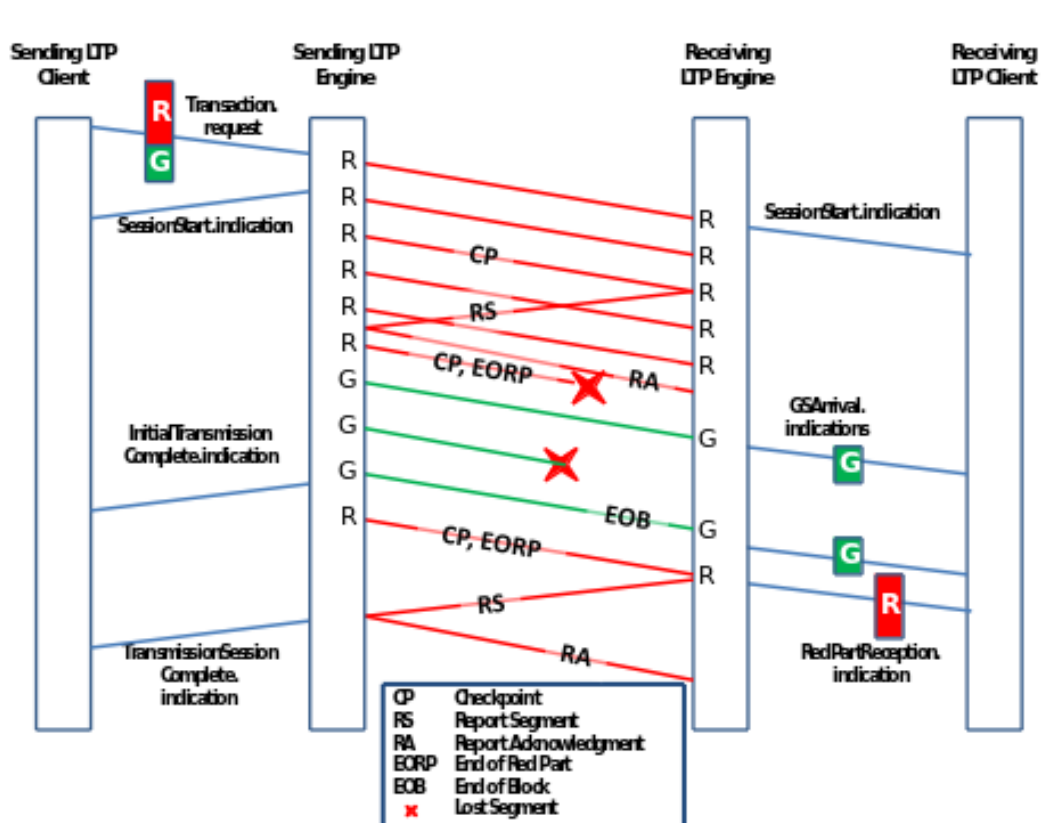 Sending LTP
Client
Sending LTP
Engine
Receiving
LTP Engine
Receiving
LTP Client
R
G
Transaction.
request
SessionStart.indication
R
R
R
R
R
R
G
G
G
R
CP
RS
CP, EORP
RA
EOB
CP, EORP
RS
RA
R
R
R
R
R
G
G
R
SessionStart.indication
GSArrival.
indications
G
G
R
RedPartReception.
indication
InitialTransmission
Complete.indication
TransmissionSession
Complete.
indication
CP Checkpoint
RS Report Segment
RA Report Acknowledgment
EORP End of Red Part
EOB End of Block
Lost Segment